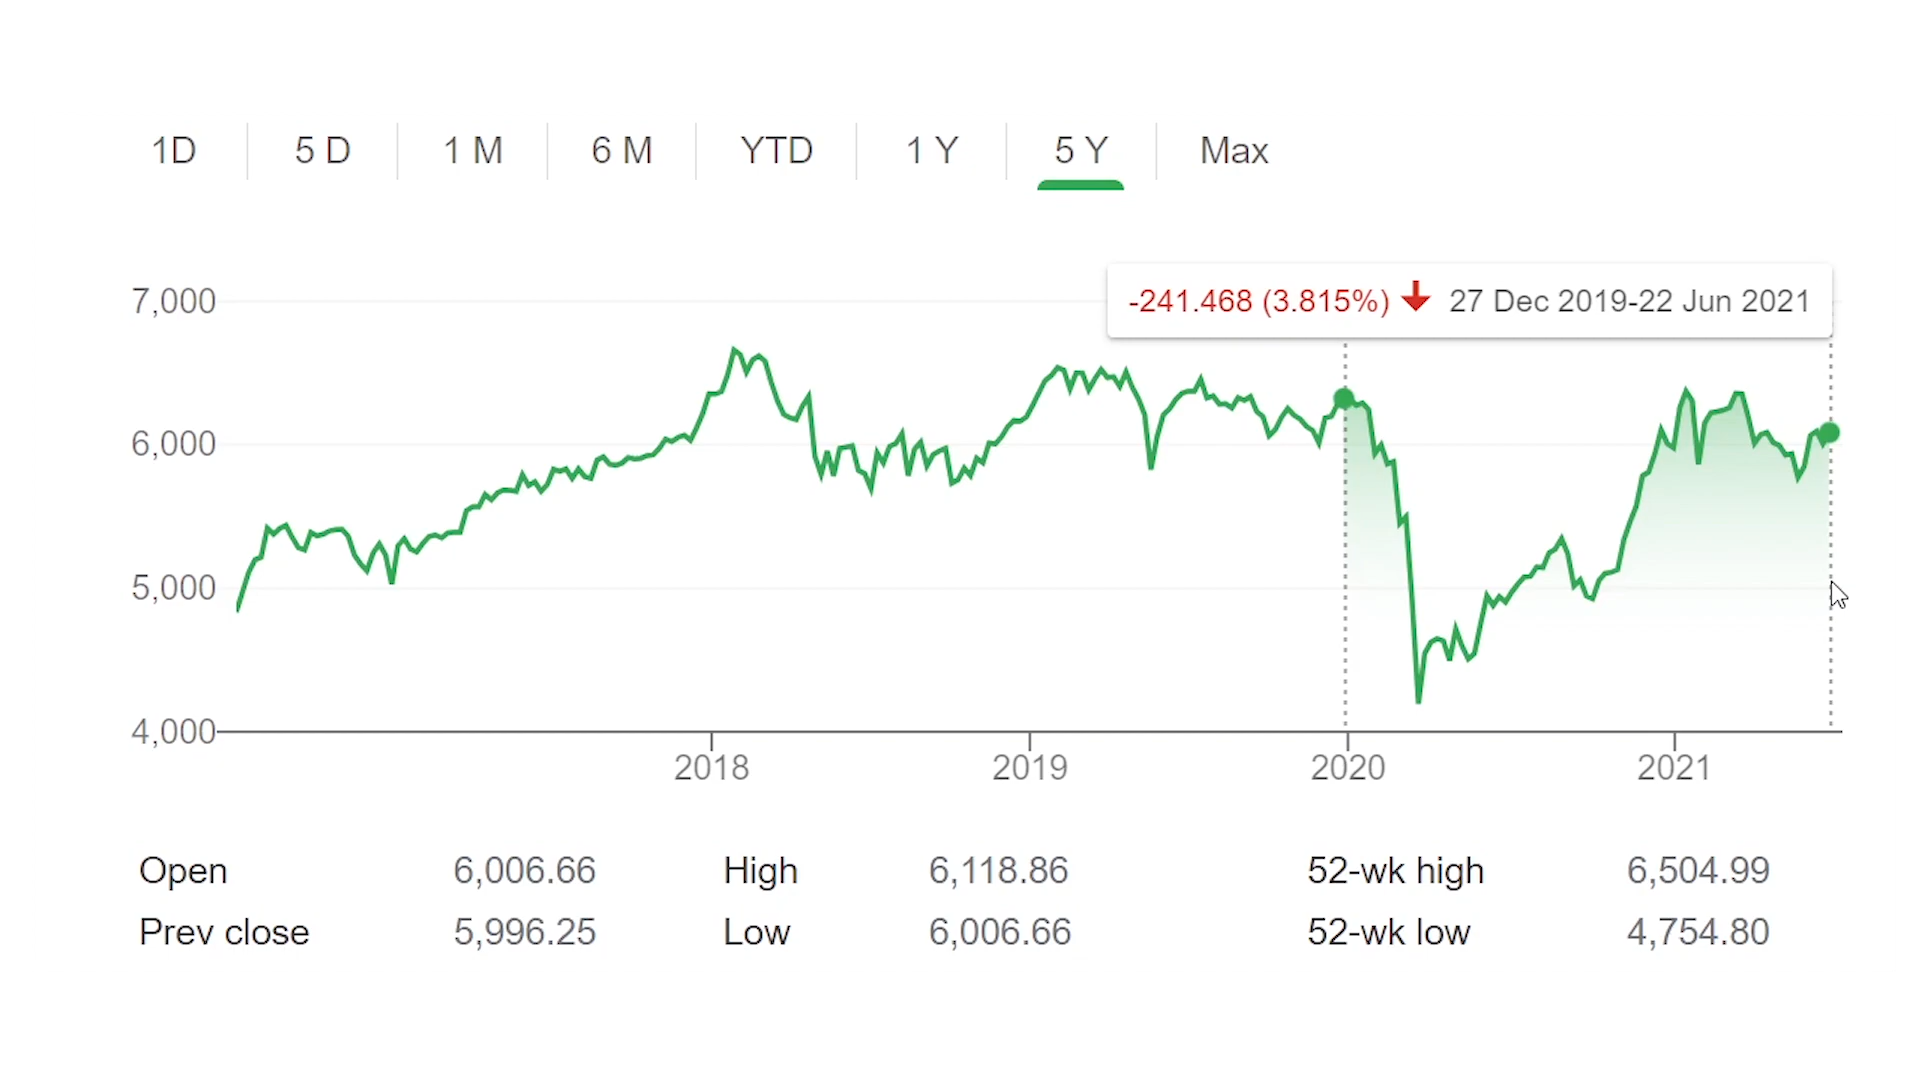 1D 5 D 1 M 6 M YTD 1 Y 5 Y Max
-241.468 (3.815%) 27 Dec 2019-22 Jun 2021
7,000
6,000
5,000
4,000
2018 2019 2020 2021
Open 6,006.66 High 6,118.86 52-wk high 6,504.99
Prev close 5,996.25 Low 6,006.66 52-wk low 4,754.80